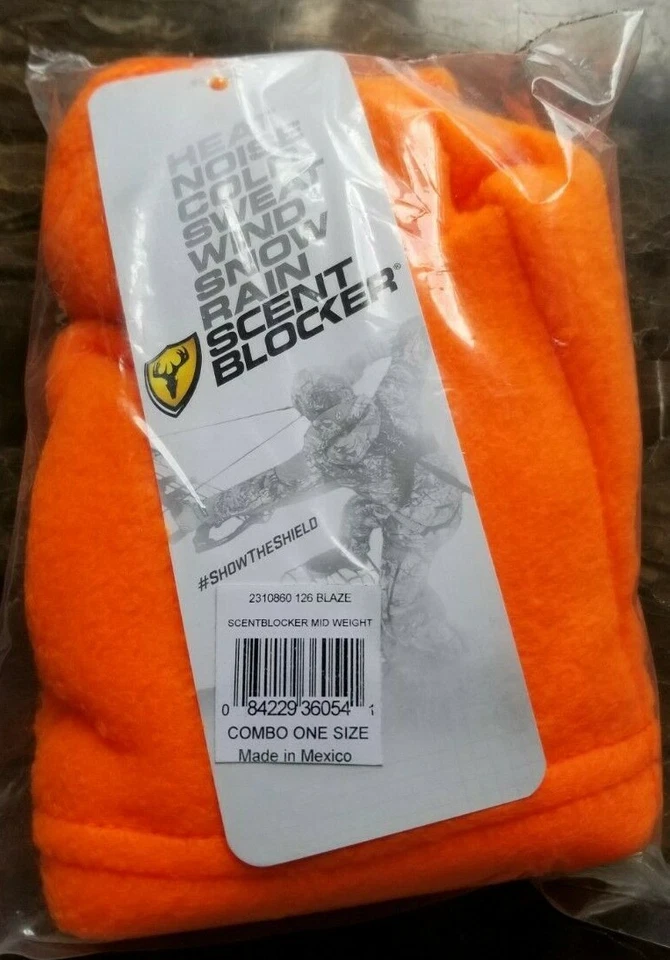 HEAT
NOISE
COLD
SWEAT
WIND
SNOW
RAIN
SCENT
BLOCKER®
#SHOWTHESHIELD
2310860 126 BLAZE
SCENTBLOCKER MID WEIGHT
0 84229 36054 1
COMBO ONE SIZE
Made in Mexico